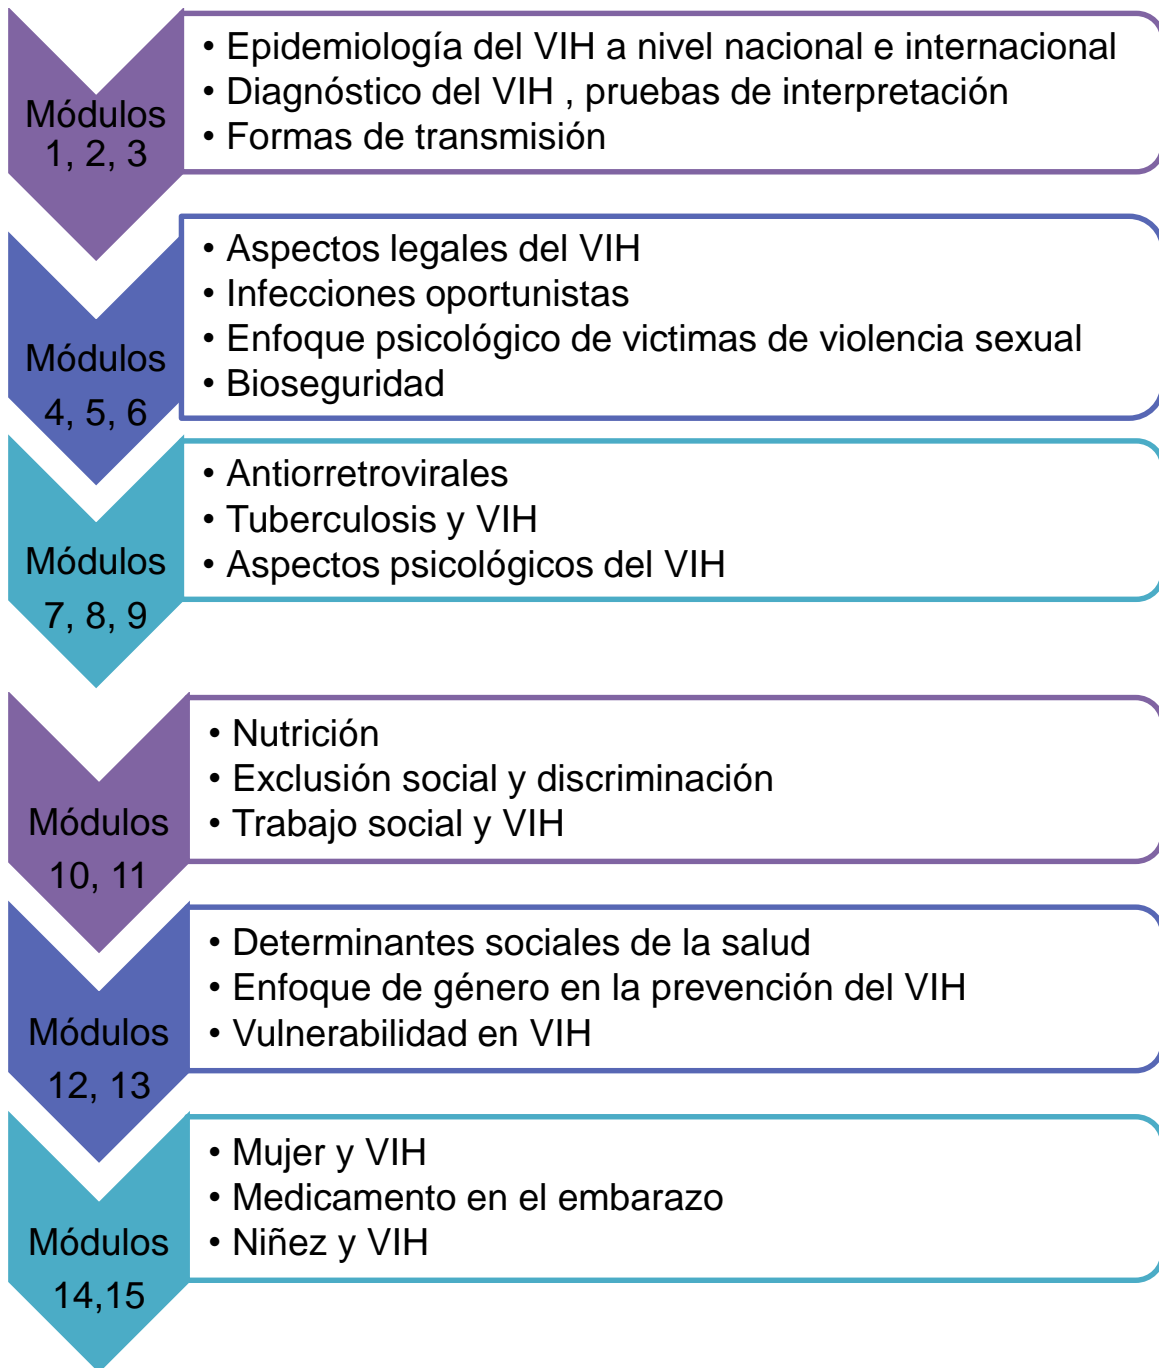 Módulos
1, 2, 3
• Epidemiología del VIH a nivel nacional e internacional
• Diagnóstico del VIH , pruebas de interpretación
• Formas de transmisión
Módulos
4, 5, 6
• Aspectos legales del VIH
• Infecciones oportunistas
• Enfoque psicológico de victimas de violencia sexual
• Bioseguridad
Módulos
7, 8, 9
• Antiorretrovirales
• Tuberculosis y VIH
• Aspectos psicológicos del VIH
Módulos
10, 11
• Nutrición
• Exclusión social y discriminación
• Trabajo social y VIH
Módulos
12, 13
• Determinantes sociales de la salud
• Enfoque de género en la prevención del VIH
• Vulnerabilidad en VIH
Módulos
14,15
• Mujer y VIH
• Medicamento en el embarazo
• Niñez y VIH